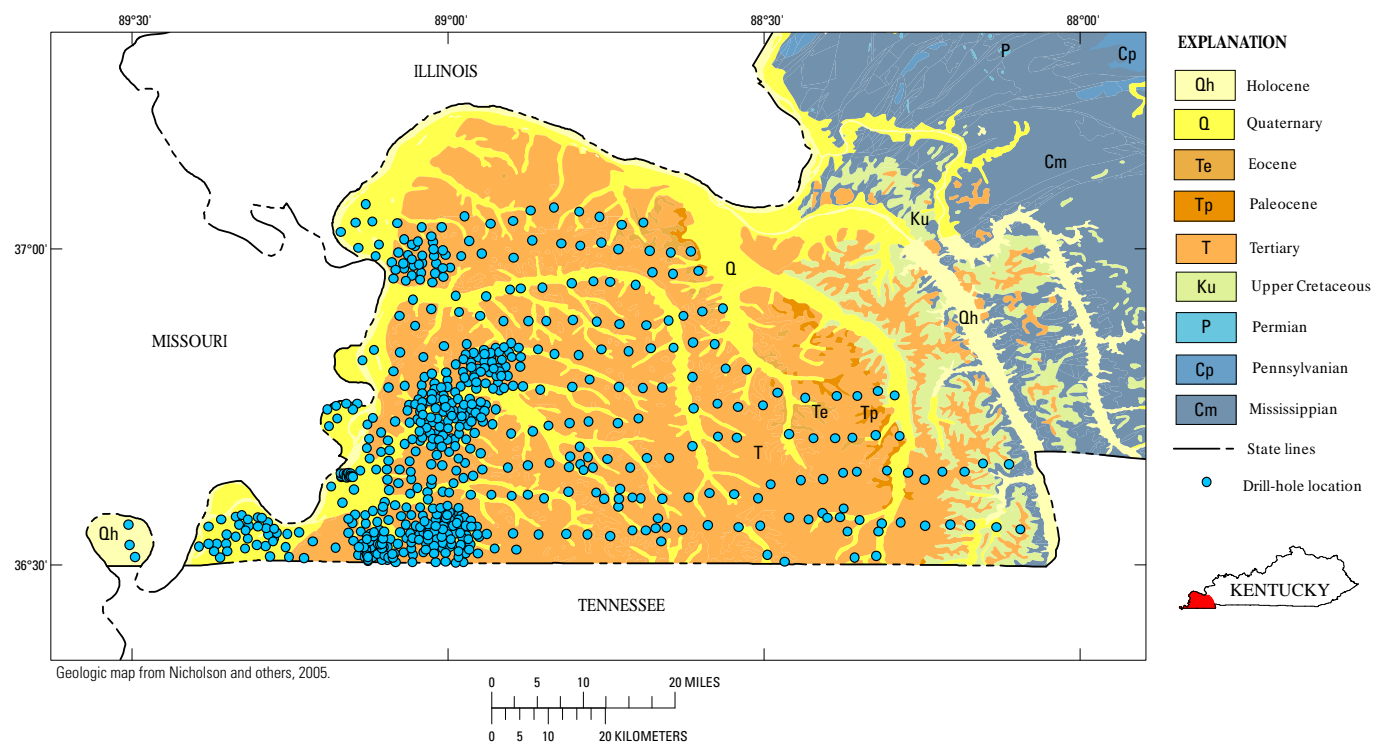 89°30' 89°00' 88°30' 88°00'
ILLINOIS
P
Cp
Cm
Ku
37°00'
Q
Qh
MISSOURI
Te
Tp
T
Qh
36°30'
TENNESSEE
Geologic map from Nicholson and others, 2005.
0 5 10 20 MILES
0 5 10 20 KILOMETERS
EXPLANATION
Qh Holocene
Q Quaternary
Te Eocene
Tp Paleocene
T Tertiary
Ku Upper Cretaceous
P Permian
Cp Pennsylvanian
Cm Mississippian
State lines
Drill-hole location
KENTUCKY